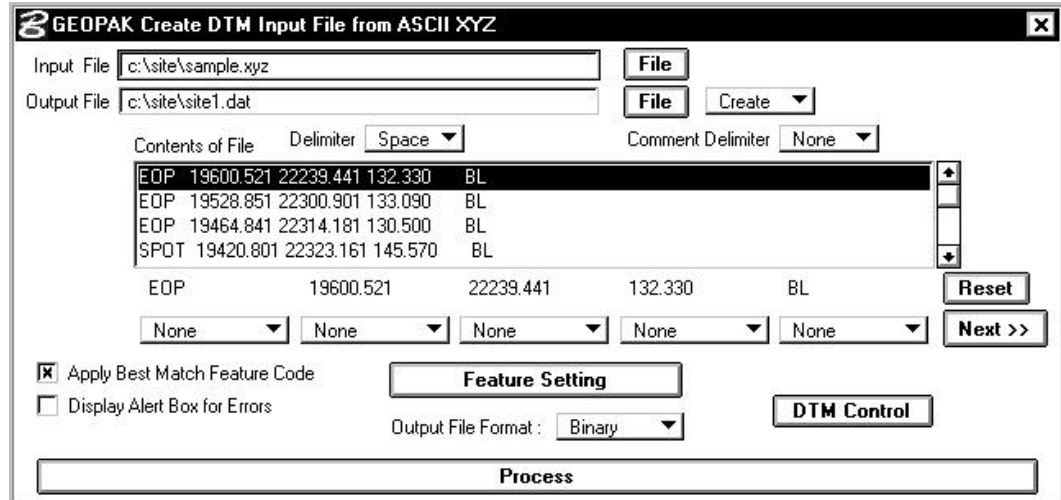 GEOPAK Create DTM Input File from ASCII XYZ
Input File c:\site\sample.xyz File
Output File c:\site\site1.dat File Create
Contents of File Delimiter Space Comment Delimiter None
EOP 19600.521 22239.441 132.330 BL
EOP 19528.851 22300.901 133.090 BL
EOP 19464.841 22314.181 130.500 BL
SPOT 19420.801 22323.161 145.570 BL
EOP 19600.521 22239.441 132.330 BL Reset
None None None None None Next >>
Apply Best Match Feature Code Feature Setting
Display Alert Box for Errors DTM Control
Output File Format : Binary
Process